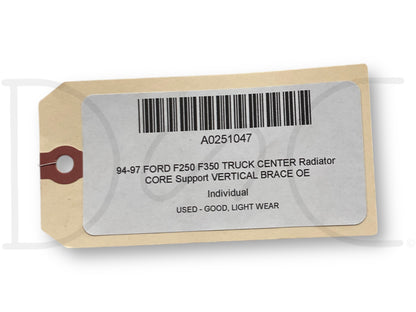 A0251047
94-97 FORD F250 F350 TRUCK CENTER Radiator
CORE Support VERTICAL BRACE OE
Individual
USED - GOOD, LIGHT WEAR